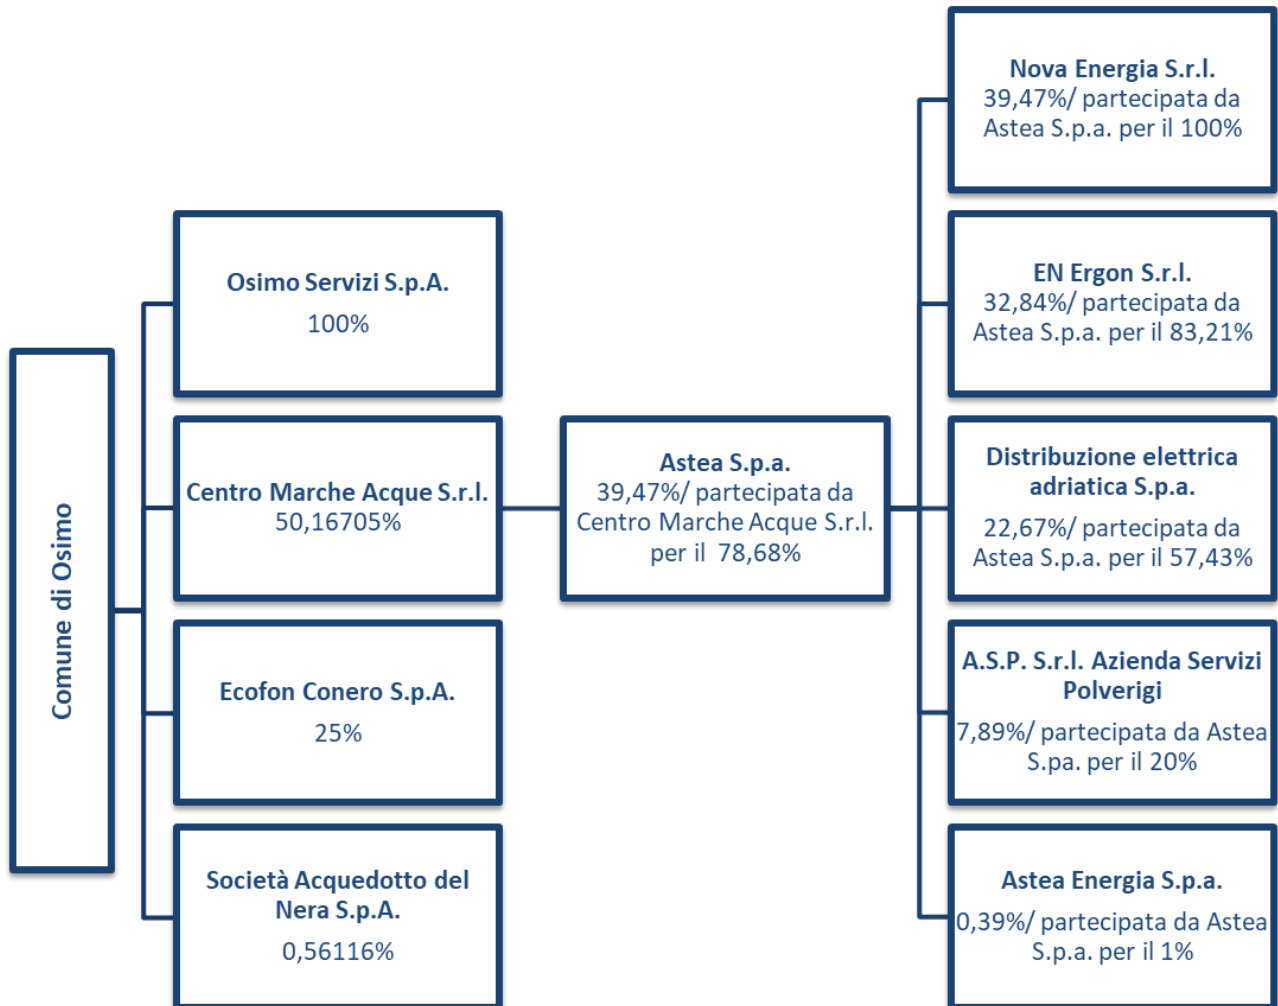 Comune di Osimo
Osimo Servizi S.p.A.
100%
Centro Marche Acque S.r.l.
50,16705%
Ecofon Conero S.p.A.
25%
Società Acquedotto del
Nera S.p.A.
0,56116%
Astea S.p.a.
39,47%/ partecipata da
Centro Marche Acque S.r.l.
per il 78,68%
Nova Energia S.r.l.
39,47%/ partecipata da
Astea S.p.a. per il 100%
EN Ergon S.r.l.
32,84%/ partecipata da
Astea S.p.a. per il 83,21%
Distribuzione elettrica
adriatica S.p.a.
22,67%/ partecipata da
Astea S.p.a. per il 57,43%
A.S.P. S.r.l. Azienda Servizi
Polverigi
7,89%/ partecipata da Astea
S.pa. per il 20%
Astea Energia S.p.a.
0,39%/ partecipata da Astea
S.p.a. per il 1%